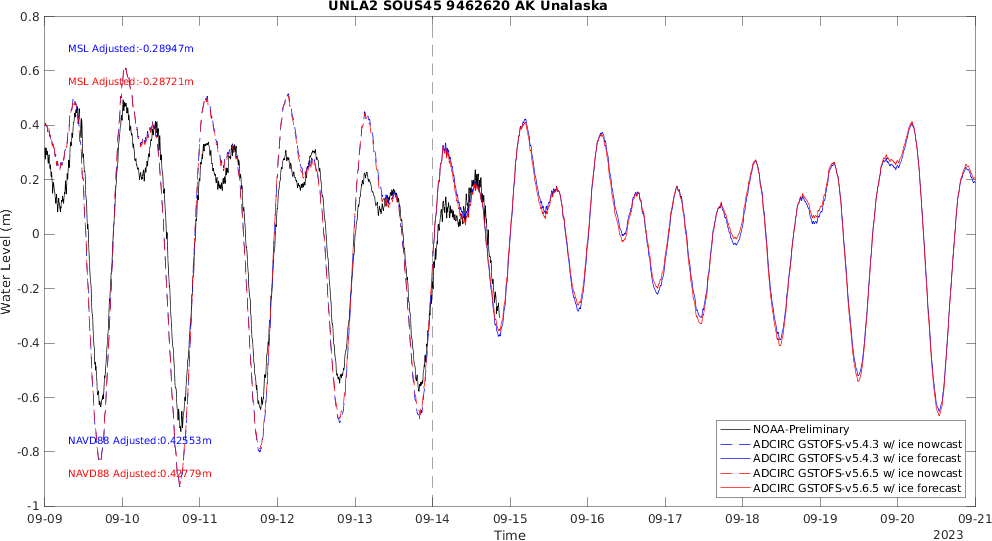 UNLA2 SOUS45 9462620 AK Unalaska
0.8
0.6
0.4
0.2
0
-0.2
-0.4
-0.6
-0.8
-1
Water Level (m)
MSL Adjusted:-0.28947m
MSL Adjusted:-0.28721m
NAVD88 Adjusted:0.42553m
NAVD88 Adjusted:0.42779m
NOAA-Preliminary
ADCIRC GSTOFS-v5.4.3 w/ ice nowcast
ADCIRC GSTOFS-v5.4.3 w/ ice forecast
ADCIRC GSTOFS-v5.6.5 w/ ice nowcast
ADCIRC GSTOFS-v5.6.5 w/ ice forecast
09-09 09-10 09-11 09-12 09-13 09-14 09-15 09-16 09-17 09-18 09-19 09-20 09-21
Time
2023